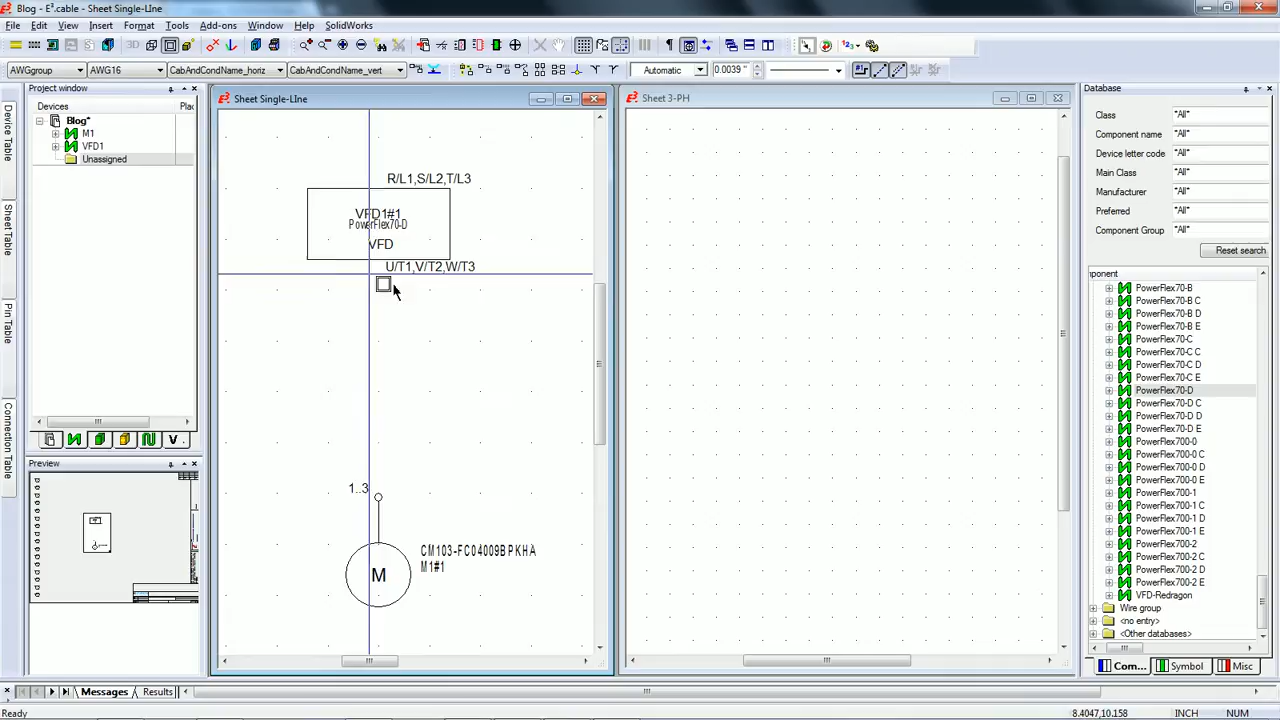 Blog - E³.cable - Sheet Single-LIne
File Edit View Insert Format Tools Add-ons Window Help SolidWorks
AWGgroup AWG16 CabAndCondName_horiz CabAndCondName_vert Automatic 0.0039 "
Project window
Devices Plac
Blog*
M1
VFD1
Unassigned
Device Table
Sheet Table
Pin Table
Connection Table
Preview
Sheet Single-LIne
R/L1,S/L2,T/L3
VFD1#1
PowerFlex70-D
VFD
U/T1,V/T2,W/T3
1..3
CM103-FC04009BPKHA
M1#1
M
Sheet 3-PH
Database
Class "All"
Component name "All"
Device letter code "All"
Main Class "All"
Manufacturer "All"
Preferred "All"
Component Group "All"
Reset search
ponent
PowerFlex70-B
PowerFlex70-B C
PowerFlex70-B D
PowerFlex70-B E
PowerFlex70-C
PowerFlex70-C C
PowerFlex70-C D
PowerFlex70-C E
PowerFlex70-D
PowerFlex70-D C
PowerFlex70-D D
PowerFlex70-D E
PowerFlex700-0
PowerFlex700-0 C
PowerFlex700-0 D
PowerFlex700-0 E
PowerFlex700-1
PowerFlex700-1 C
PowerFlex700-1 D
PowerFlex700-1 E
PowerFlex700-2
PowerFlex700-2 C
PowerFlex700-2 D
PowerFlex700-2 E
VFD-Redragon
Wire group
<no entry>
<Other databases>
Com... Symbol Misc
Messages Results
Ready 8.4047,10.158 INCH NUM